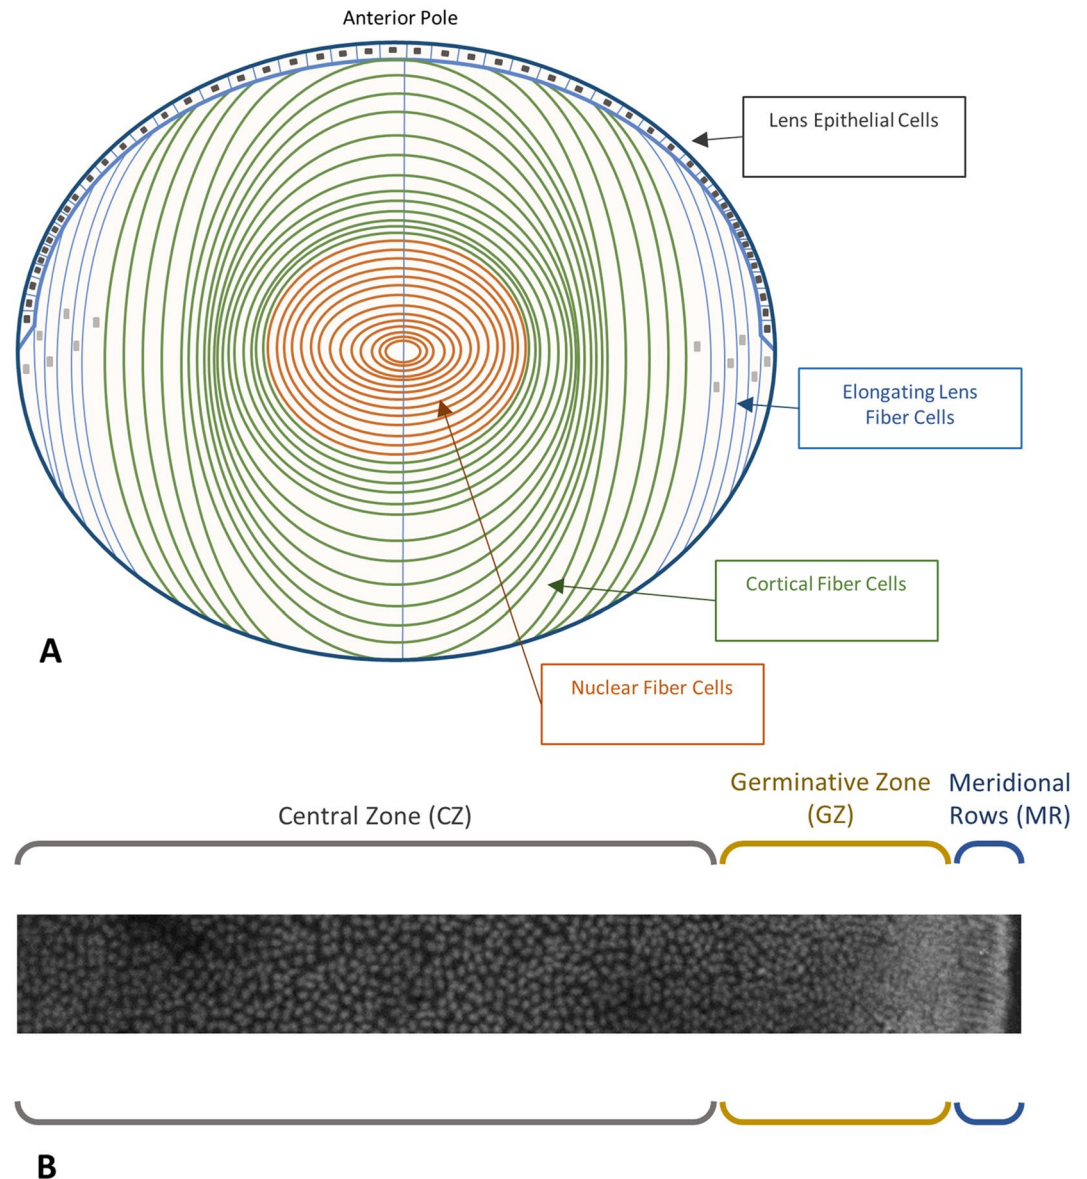 Anterior Pole
Lens Epithelial Cells
Elongating Lens
Fiber Cells
Cortical Fiber Cells
A
Nuclear Fiber Cells
Central Zone (CZ)
Germinative Zone
(GZ)
Meridional
Rows (MR)
B